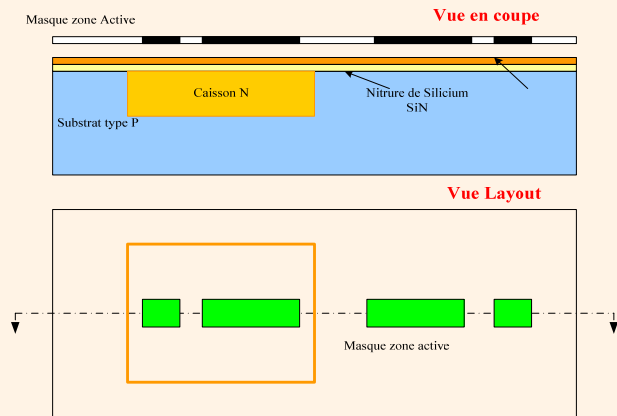 Vue en coupe
Masque zone Active
Caisson N
Nitrure de Silicium
SiN
Substrat type P
Vue Layout
Masque zone active